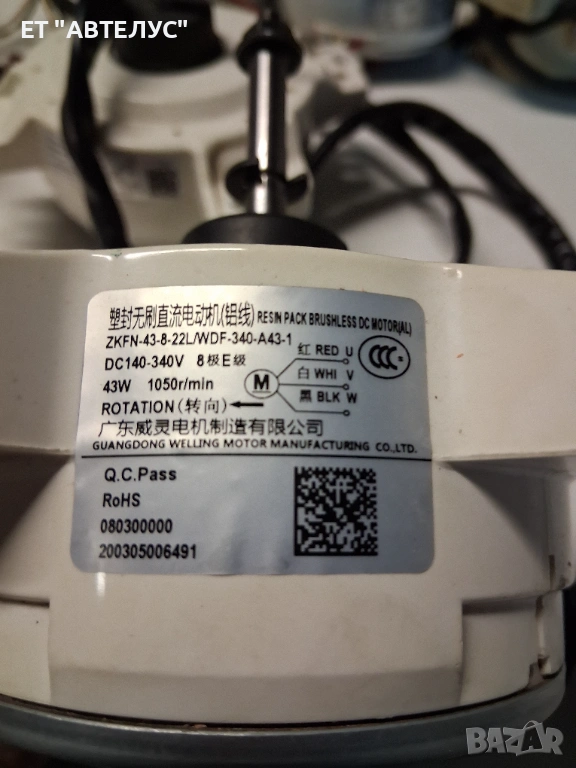 ЕТ "АВТЕЛУС"
塑封无刷直流电动机(铝线) RESIN PACK BRUSHLESS DC MOTOR(AL)
ZKFN-43-8-22L/WDF-340-A43-1
DC140-340V 8极E级
43W 1050r/min
ROTATION(转向)
M
红 RED U
白 WHI V
黑 BLK W
CCC
广东威灵电机制造有限公司
GUANGDONG WELLING MOTOR MANUFACTURING CO.,LTD.
Q.C.Pass
RoHS
080300000
200305006491
BAZAR